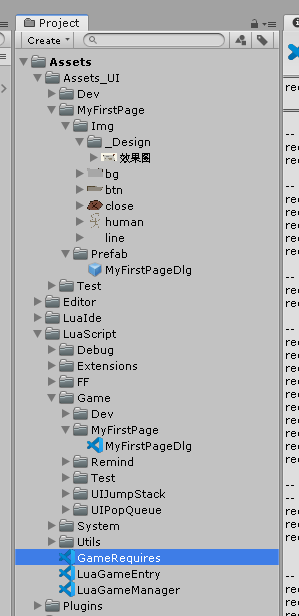 Project
Create
Assets
Assets_UI
Dev
MyFirstPage
Img
_Design
效果图
bg
btn
close
human
line
Prefab
MyFirstPageDlg
Test
Editor
LuaIde
LuaScript
Debug
Extensions
FF
Game
Dev
MyFirstPage
MyFirstPageDlg
Remind
Test
UIJumpStack
UIPopQueue
System
Utils
GameRequires
LuaGameEntry
LuaGameManager
Plugins